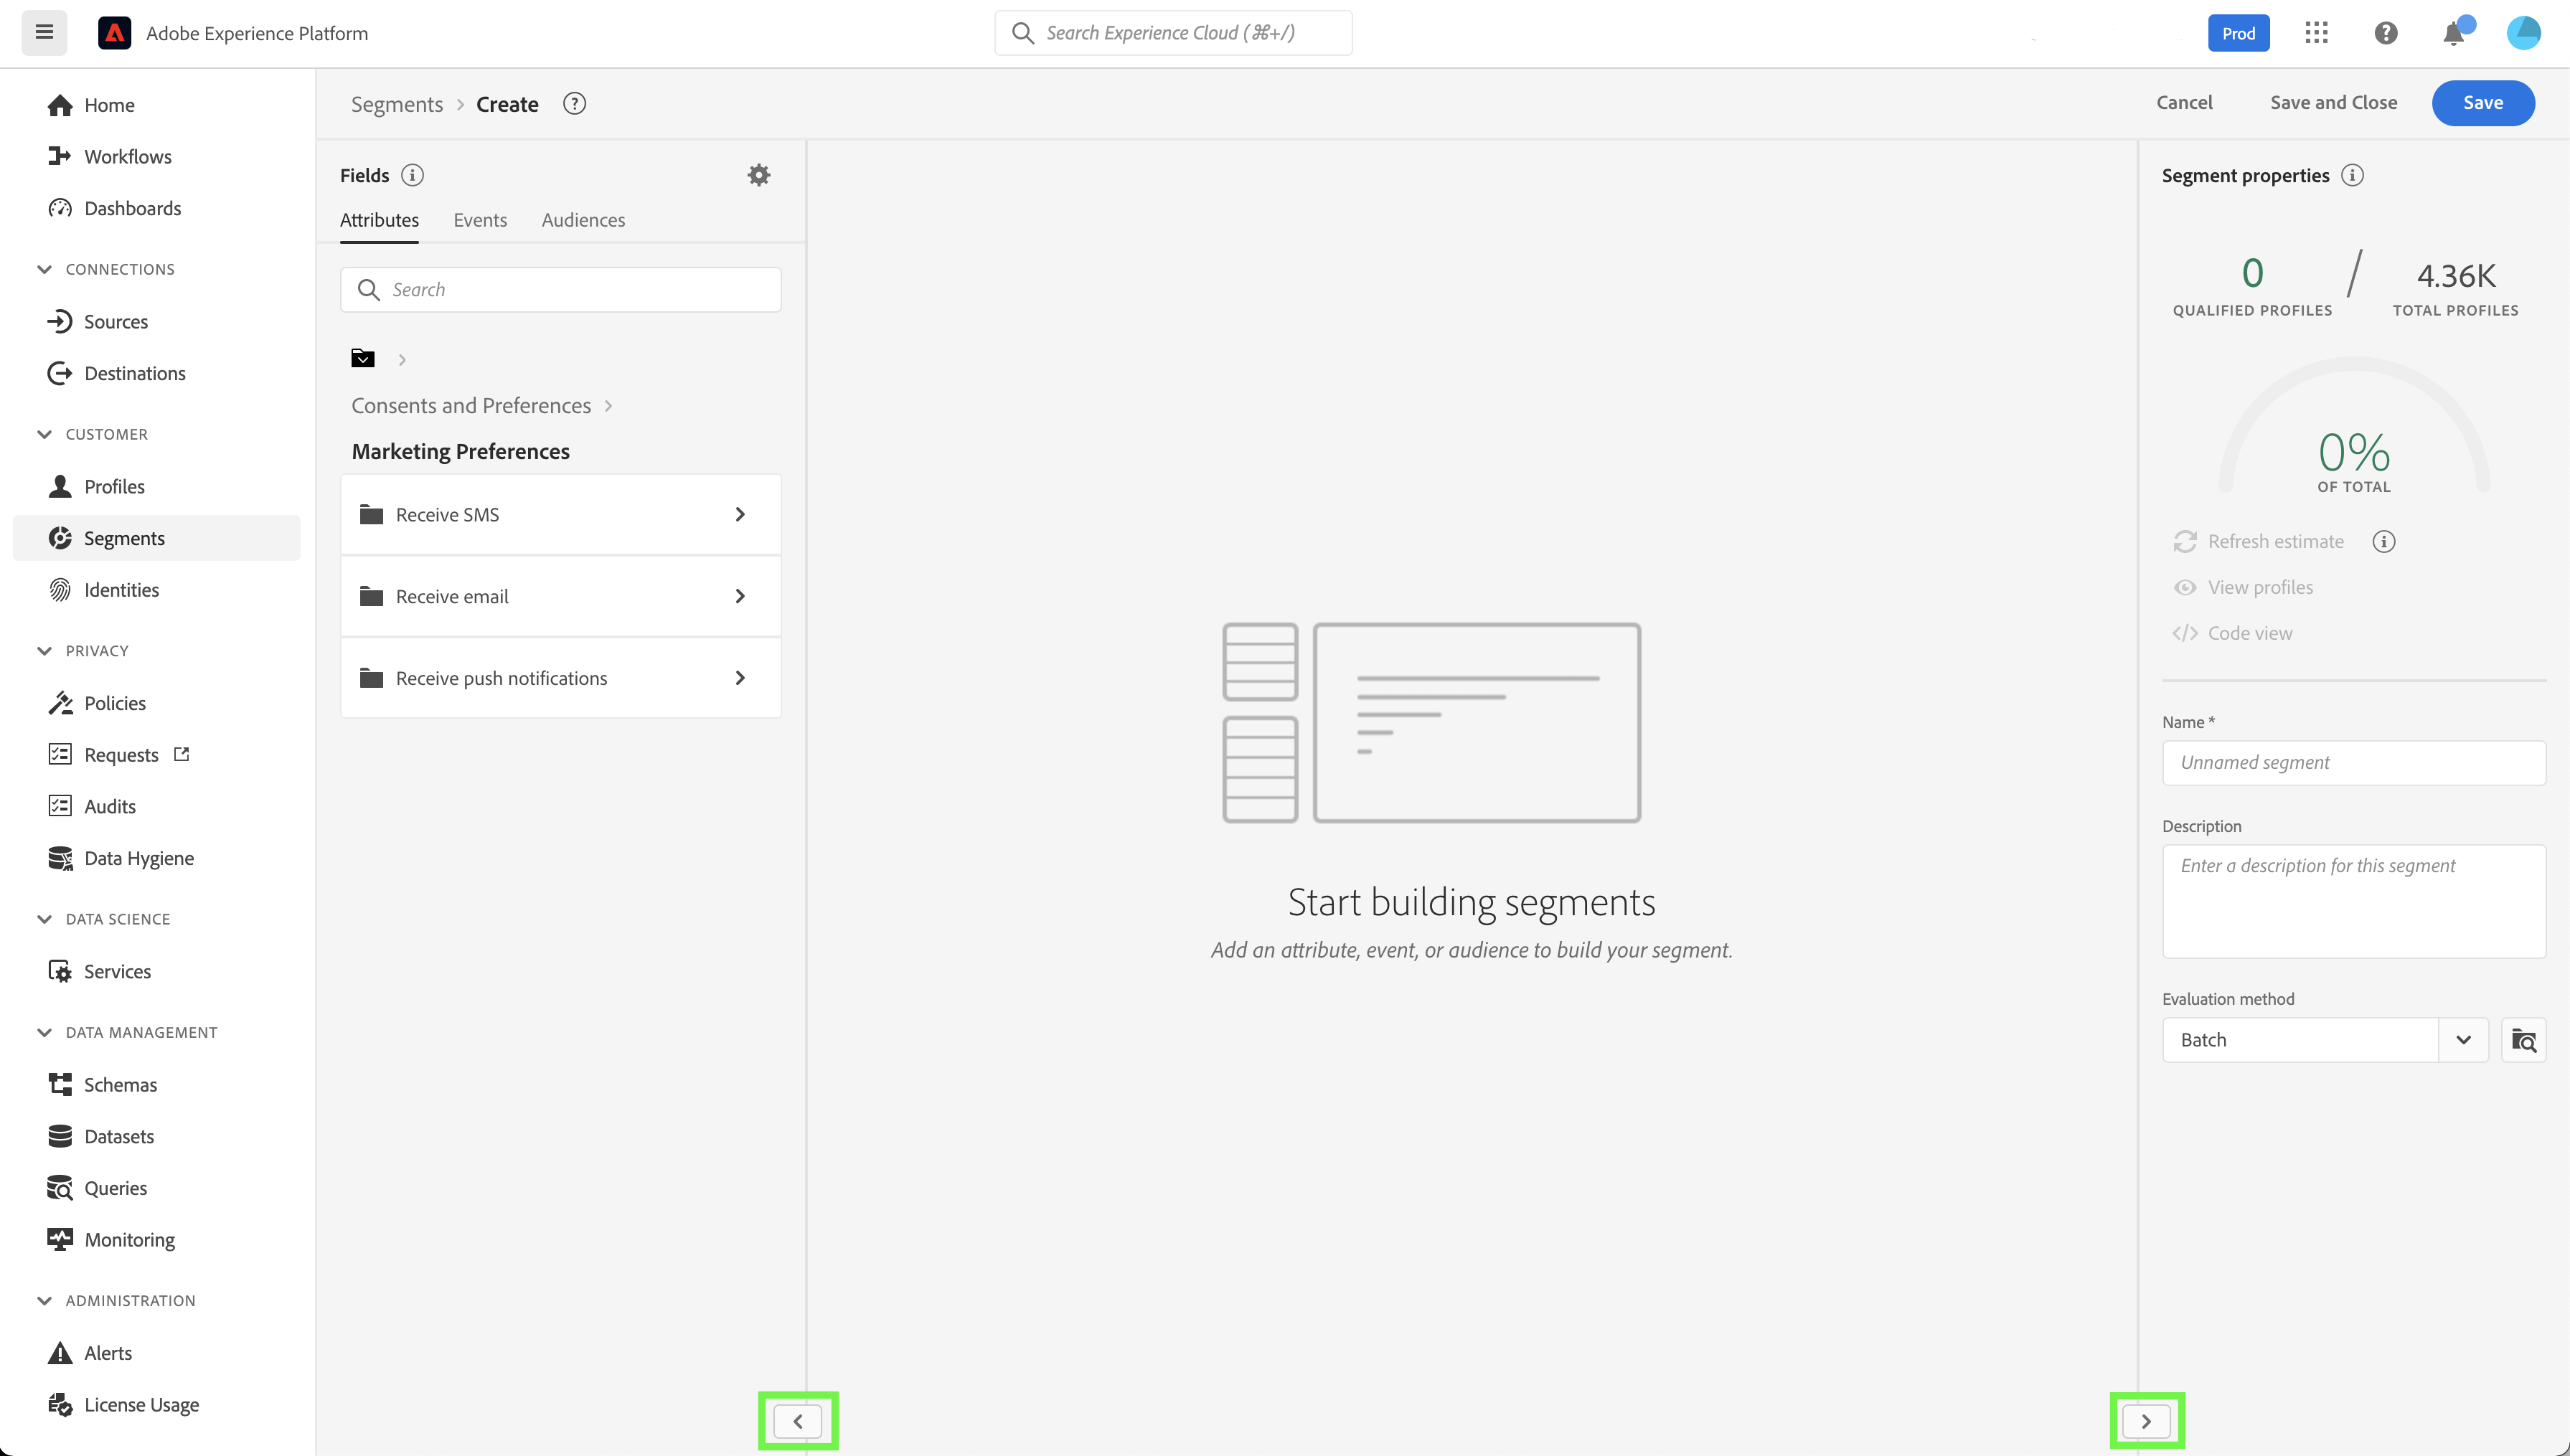 Adobe Experience Platform
Search Experience Cloud (⌘+/)
Prod
Home
Workflows
Dashboards
CONNECTIONS
Sources
Destinations
CUSTOMER
Profiles
Segments
Identities
PRIVACY
Policies
Requests
Audits
Data Hygiene
DATA SCIENCE
Services
DATA MANAGEMENT
Schemas
Datasets
Queries
Monitoring
ADMINISTRATION
Alerts
License Usage
Segments > Create
Cancel
Save and Close
Save
Fields
Attributes
Events
Audiences
Search
Consents and Preferences >
Marketing Preferences
Receive SMS
Receive email
Receive push notifications
Start building segments
Add an attribute, event, or audience to build your segment.
Segment properties
0 / 4.36K
QUALIFIED PROFILES
TOTAL PROFILES
0%
OF TOTAL
Refresh estimate
View profiles
</> Code view
Name *
Unnamed segment
Description
Enter a description for this segment
Evaluation method
Batch